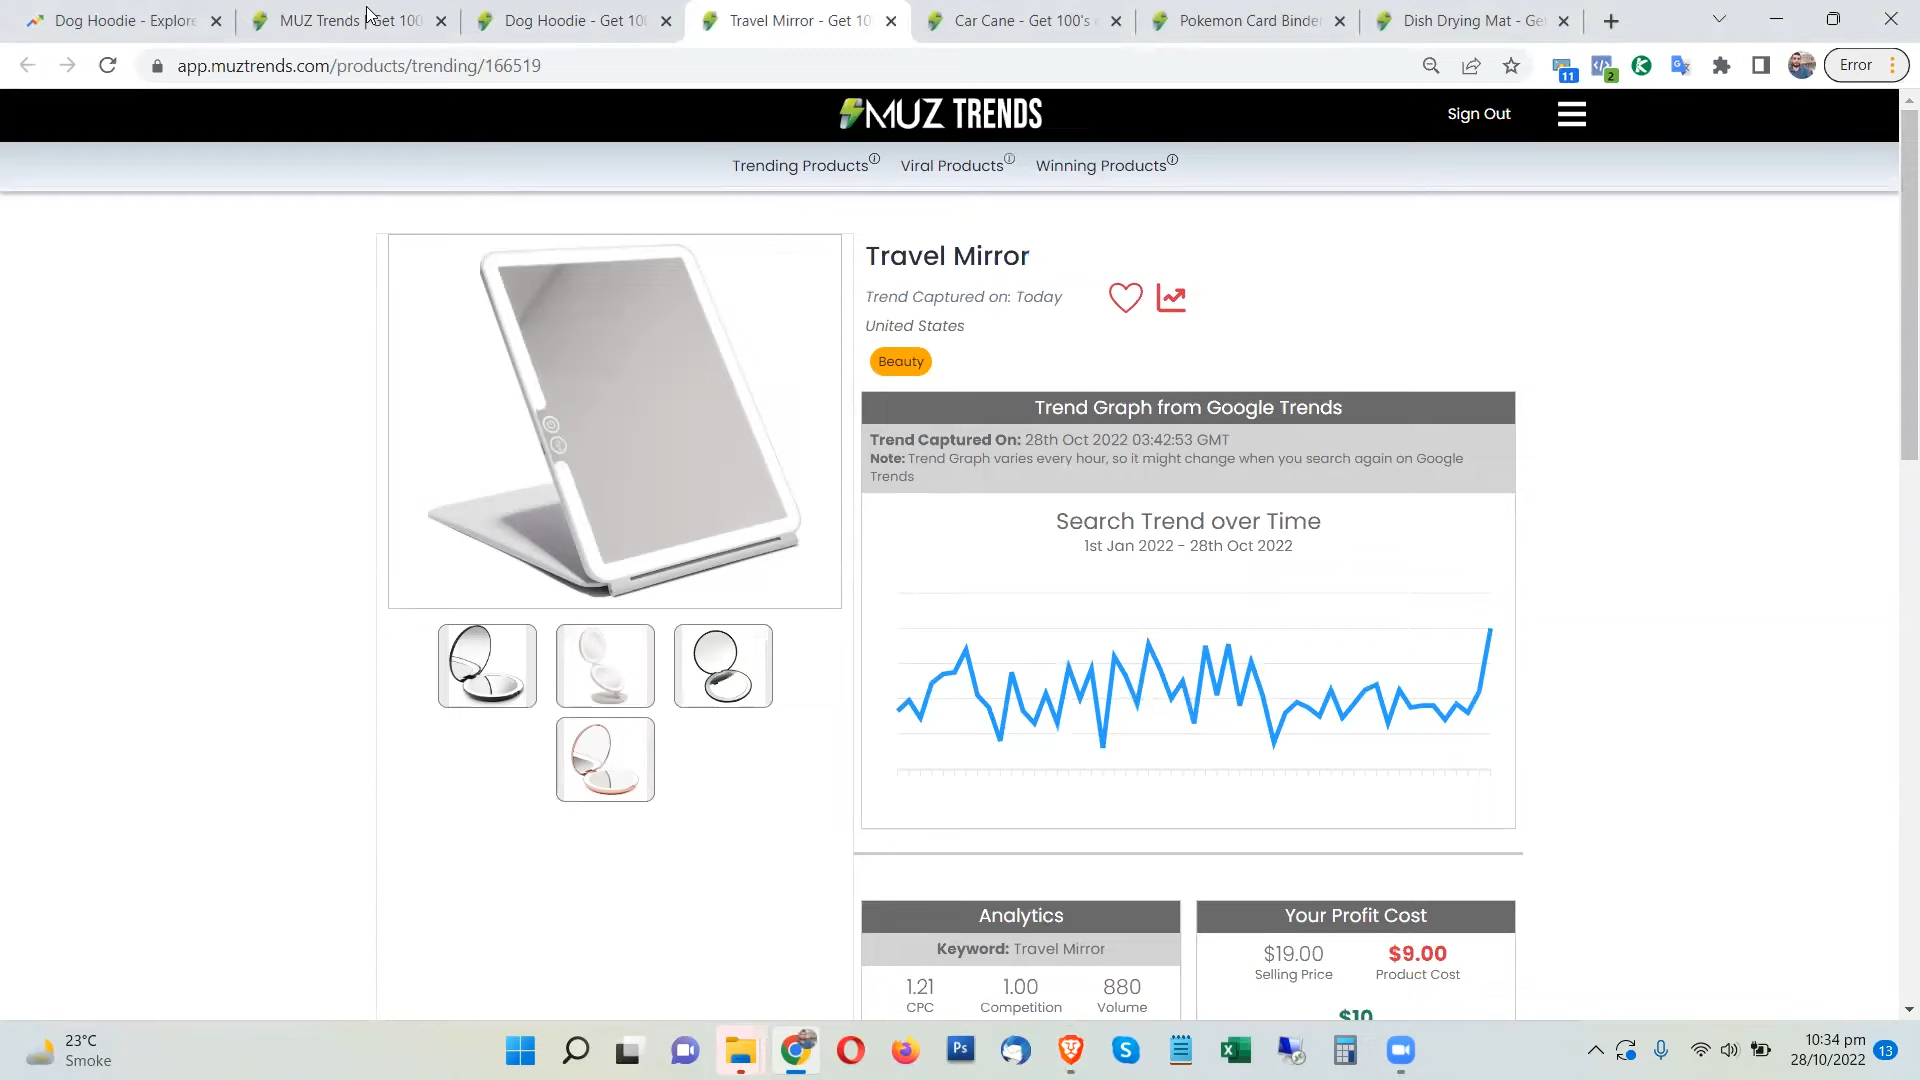 Dog Hoodie - Explore
MUZ Trends - Get 100
Dog Hoodie - Get 100
Travel Mirror - Get 10
Car Cane - Get 100's
Pokemon Card Binder
Dish Drying Mat - Get
app.muztrends.com/products/trending/166519
11
2
Error
MUZ TRENDS
Sign Out
Trending Products
Viral Products
Winning Products
Travel Mirror
Trend Captured on: Today
United States
Beauty
Trend Graph from Google Trends
Trend Captured On: 28th Oct 2022 03:42:53 GMT
Note: Trend Graph varies every hour, so it might change when you search again on Google
Trends
Search Trend over Time
1st Jan 2022 - 28th Oct 2022
Analytics
Keyword: Travel Mirror
1.21
CPC
1.00
Competition
880
Volume
Your Profit Cost
$19.00
Selling Price
$9.00
Product Cost
$10
23°C
Smoke
Ps
10:34 pm
28/10/2022
13